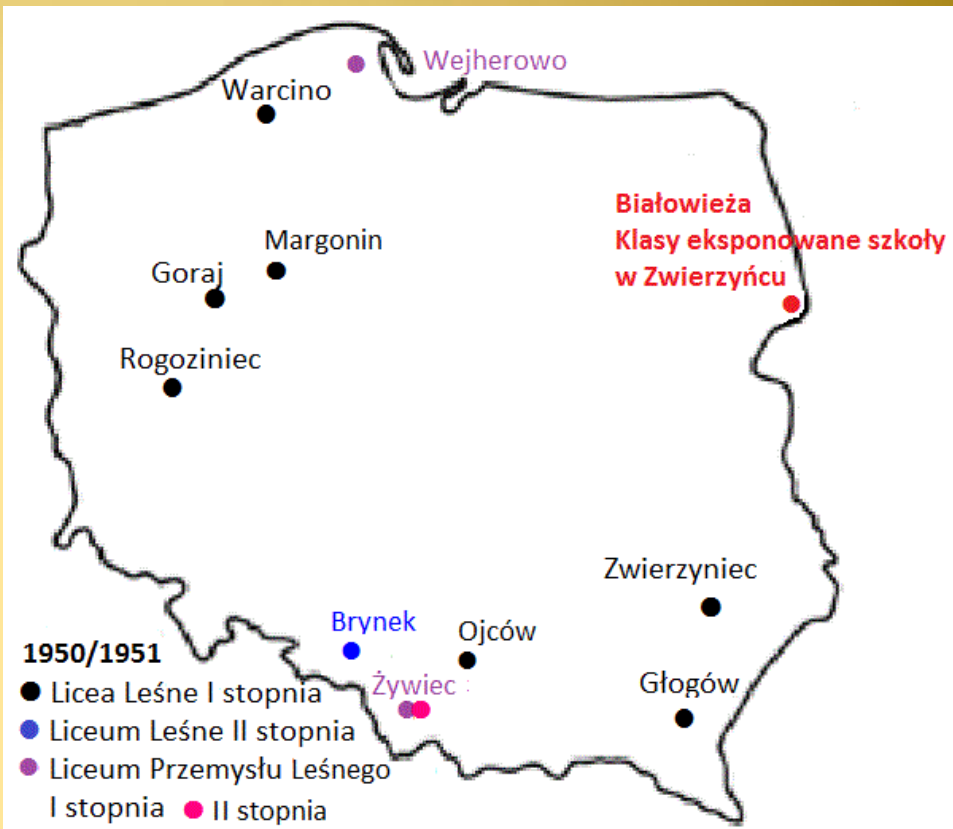 Wejherowo
Warcino
Białowieża
Klasy eksponowane szkoły
w Zwierzyńcu
Margonin
Goraj
Rogoziniec
Zwierzyniec
Brynek
Ojców
Żywiec
Głogów
1950/1951
Licea Leśne I stopnia
Liceum Leśne II stopnia
Liceum Przemysłu Leśnego
I stopnia II stopnia